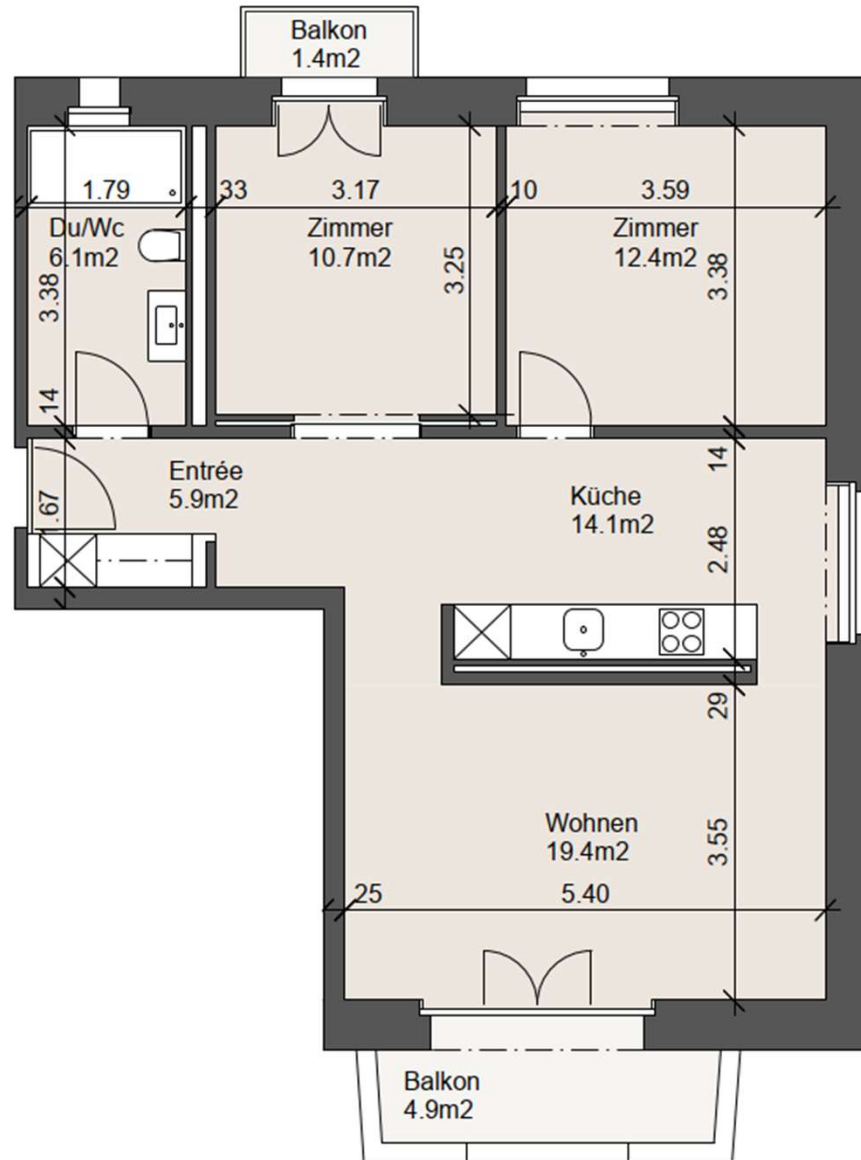 Balkon
1.4m2
1.79
33
3.17
10
3.59
Du/Wc
6.1m2
Zimmer
10.7m2
Zimmer
12.4m2
3.38
3.25
3.38
14
Entrée
5.9m2
.67
Küche
14.1m2
14
2.48
29
Wohnen
19.4m2
3.55
25
5.40
Balkon
4.9m2